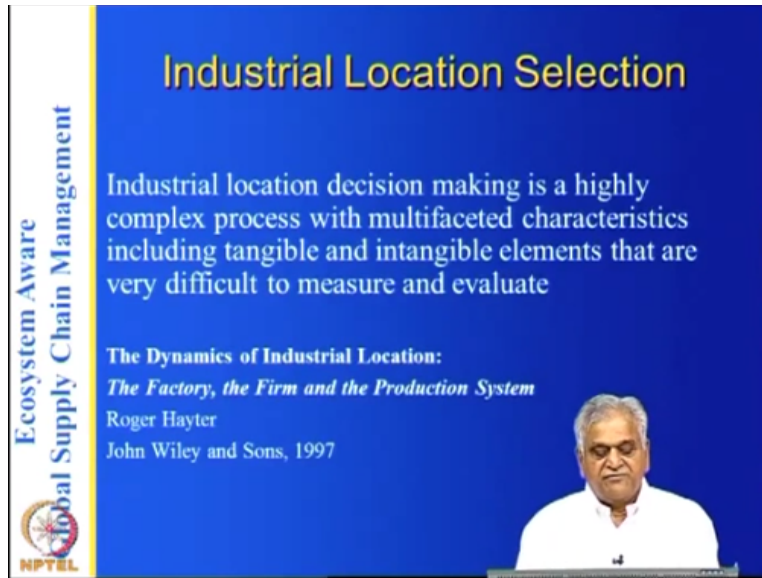 Industrial Location Selection
Industrial location decision making is a highly
complex process with multifaceted characteristics
including tangible and intangible elements that are
very difficult to measure and evaluate
The Dynamics of Industrial Location:
The Factory, the Firm and the Production System
Roger Hayter
John Wiley and Sons, 1997
Ecosystem Aware
Global Supply Chain Management
NPTEL